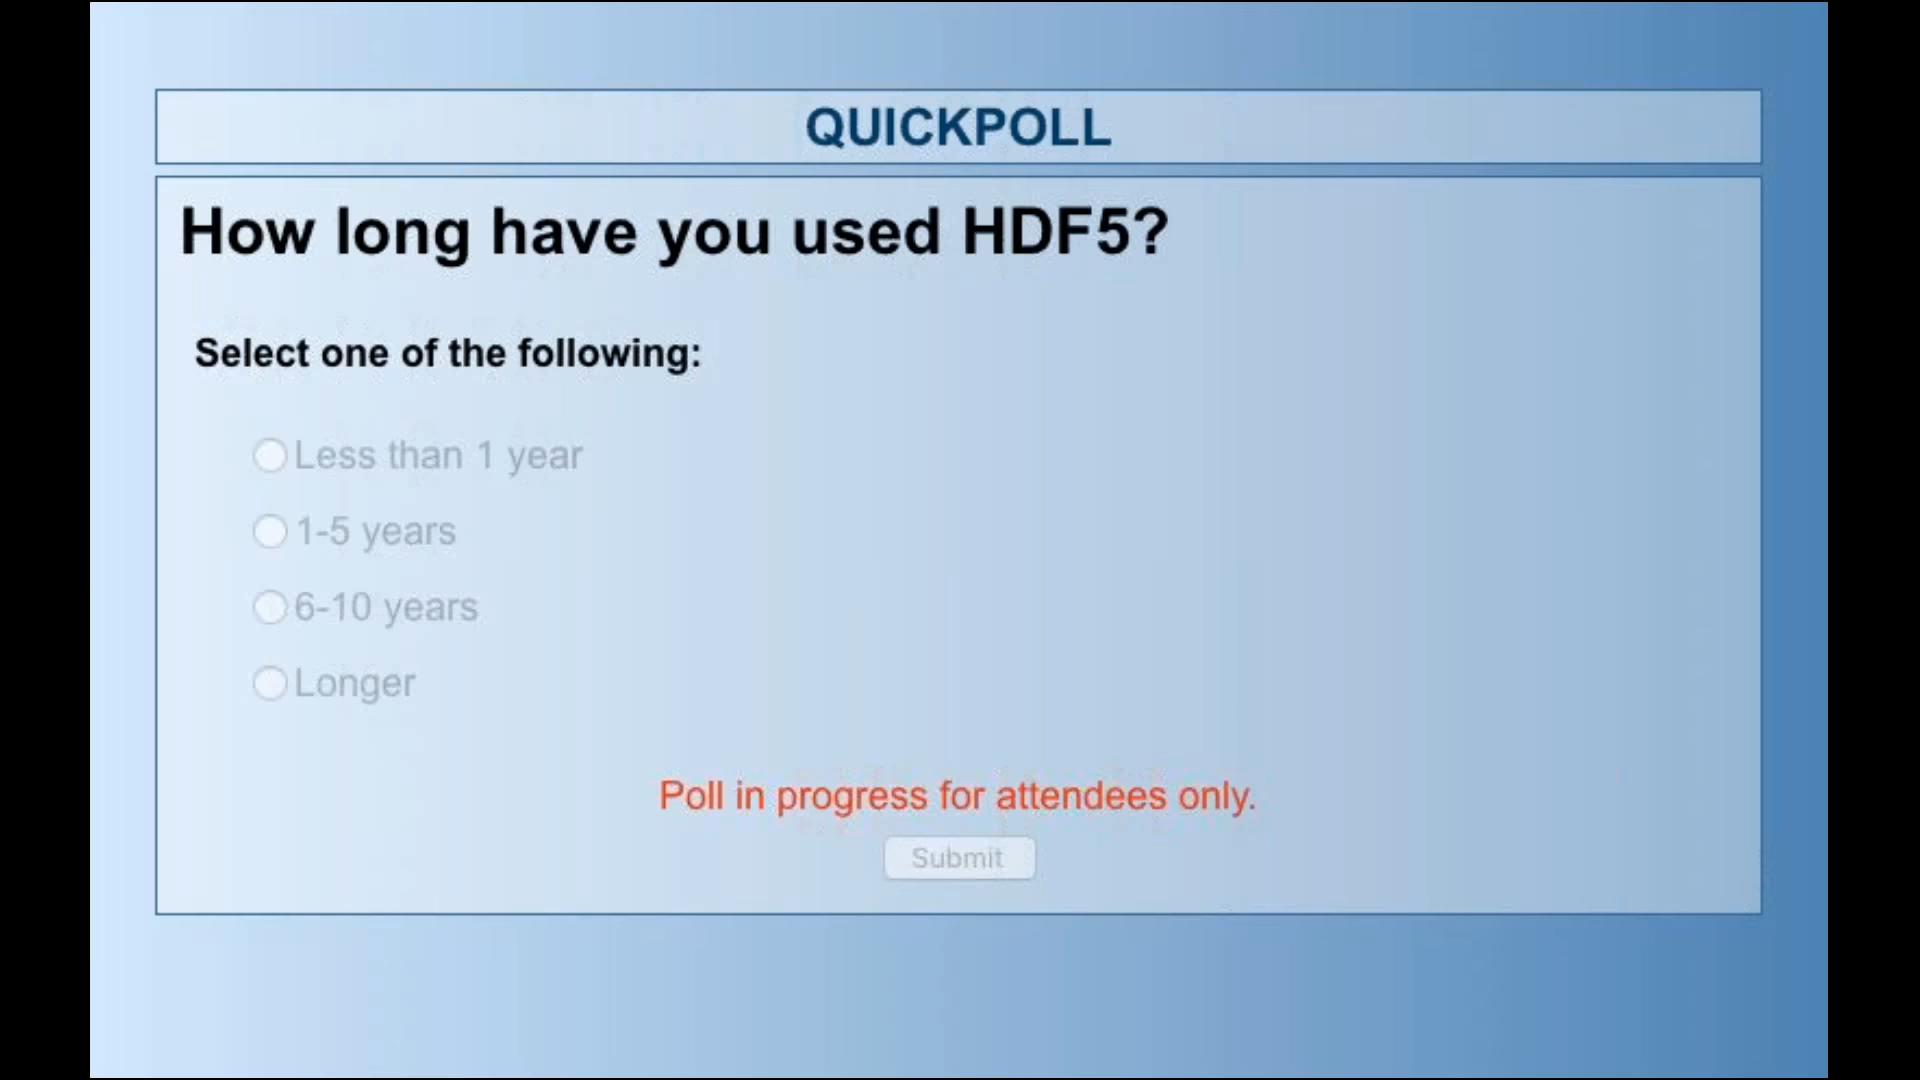 QUICKPOLL
How long have you used HDF5?
Select one of the following:
Less than 1 year
1-5 years
6-10 years
Longer
Poll in progress for attendees only.
Submit